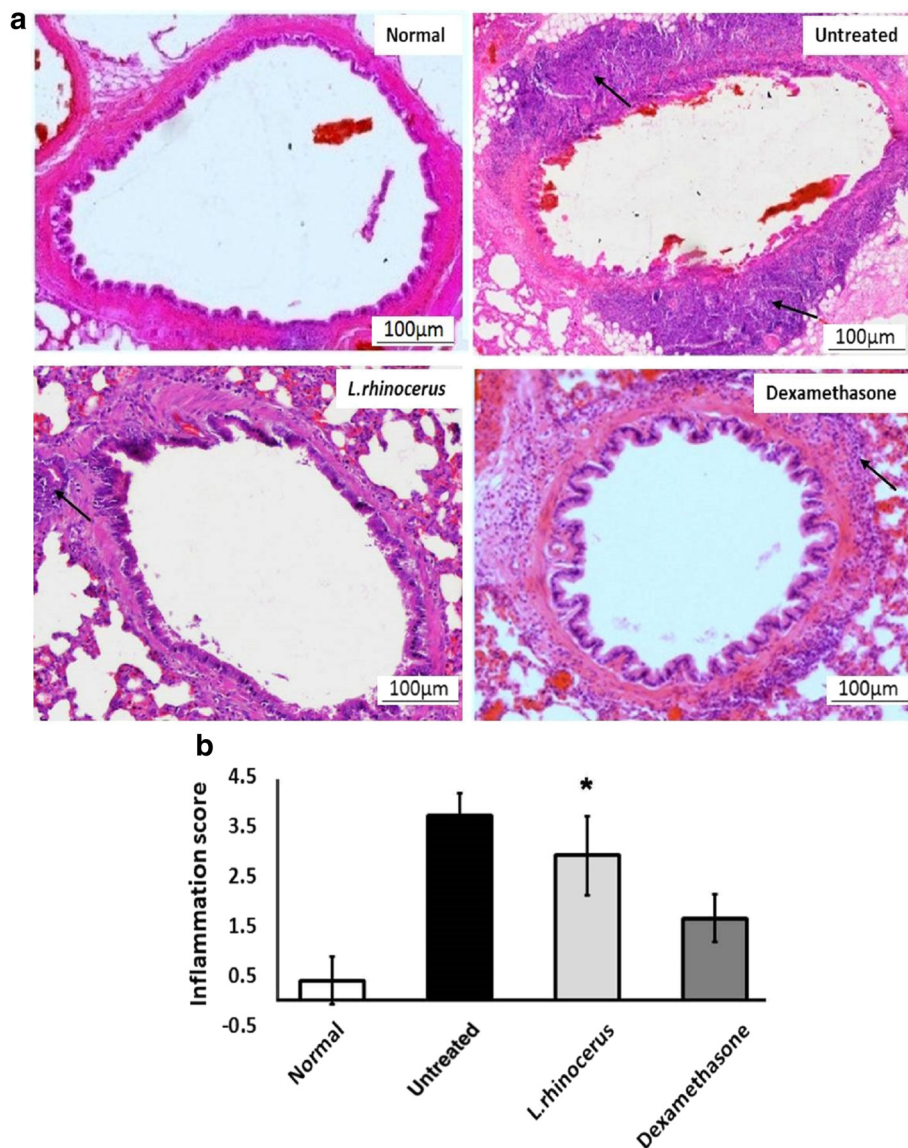 a
Normal
100µm
Untreated
100µm
L.rhinocerus
100µm
Dexamethasone
100µm
b
Inflammation score
4.5
3.5
2.5
1.5
0.5
-0.5
*
Normal
Untreated
L.rhinocerus
Dexamethasone